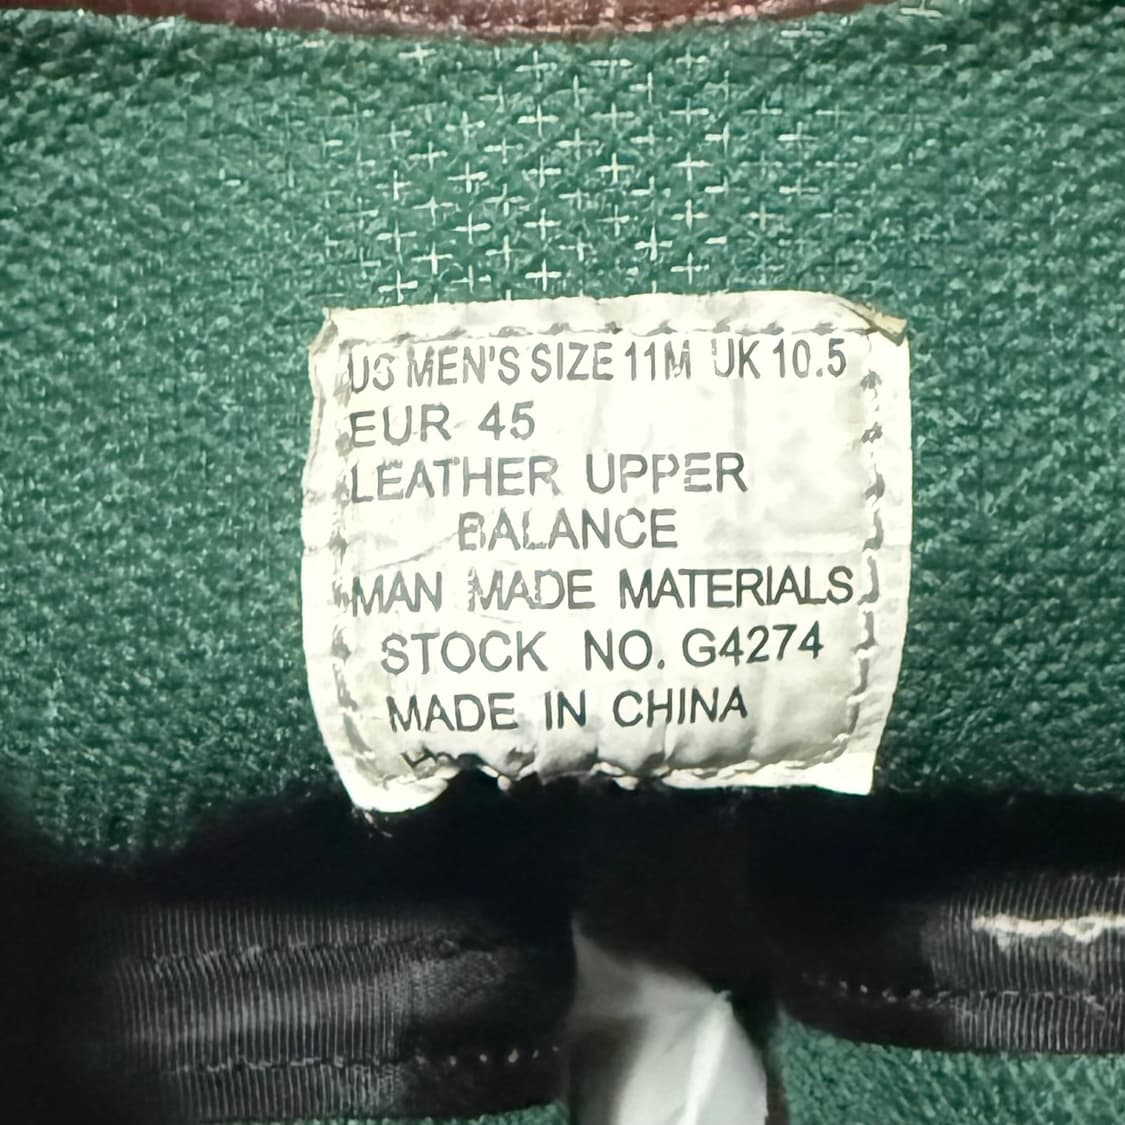 US MEN'S SIZE 11M UK 10.5
EUR 45
LEATHER UPPER
BALANCE
MAN MADE MATERIALS
STOCK NO. G4274
MADE IN CHINA